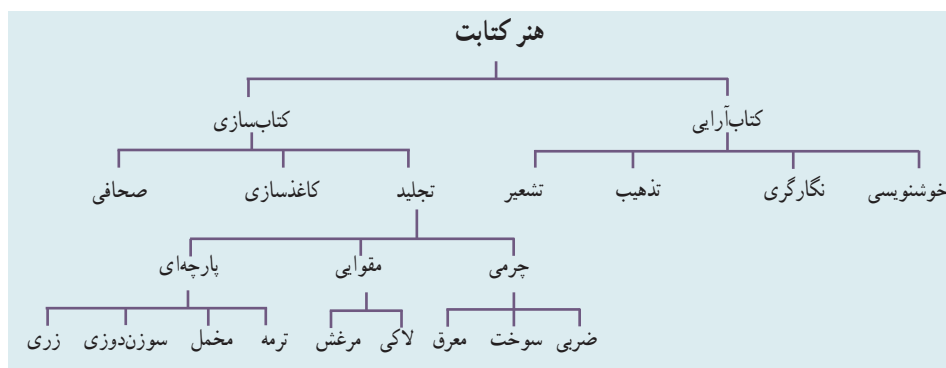 هنر کتابت
کتاب‌آرایی کتاب‌سازی
خوشنویسی نگارگری تذهیب تشعیر تجلید کاغذسازی صحافی
چرمی مقوایی پارچه‌ای
ضربی سوخت معرق لاکی مرغش ترمه مخمل سوزن‌دوزی زری